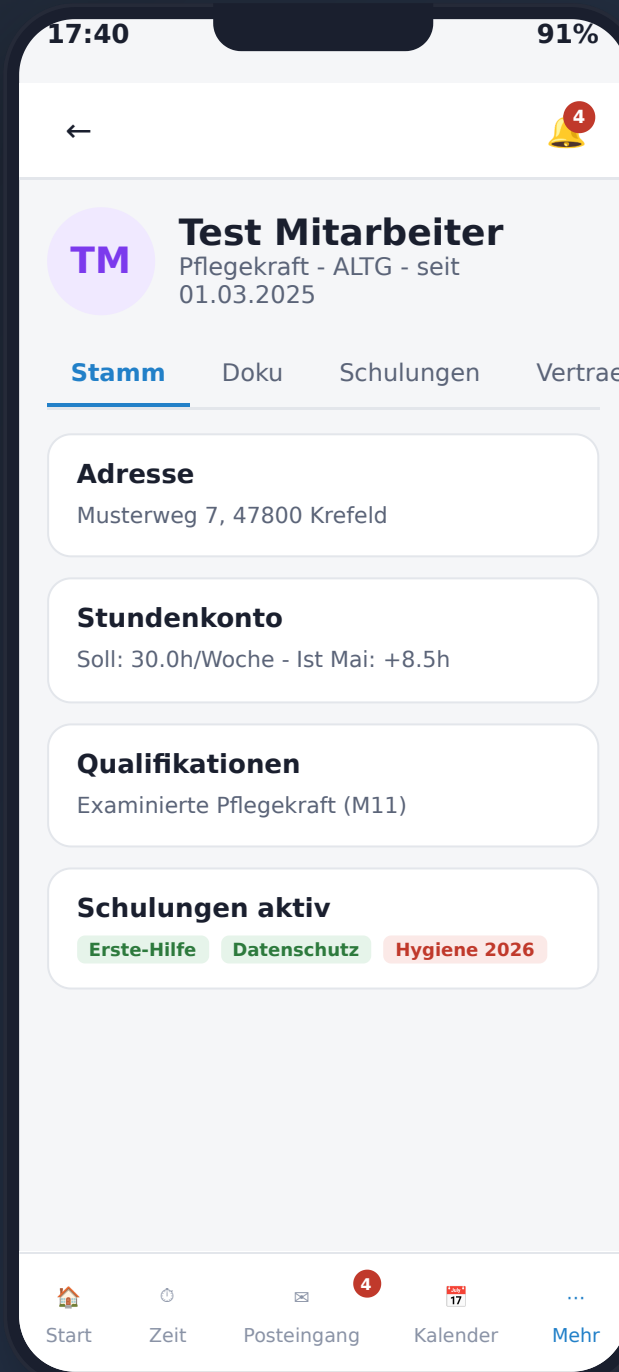 17:40
91%
←
4
TM
Test Mitarbeiter
Pflegekraft - ALTG - seit
01.03.2025
Stamm
Doku
Schulungen
Vertrae
Adresse
Musterweg 7, 47800 Krefeld
Stundenkonto
Soll: 30.0h/Woche - Ist Mai: +8.5h
Qualifikationen
Examinierte Pflegekraft (M11)
Schulungen aktiv
Erste-Hilfe
Datenschutz
Hygiene 2026
4
July
17
...
Start
Zeit
Posteingang
Kalender
Mehr